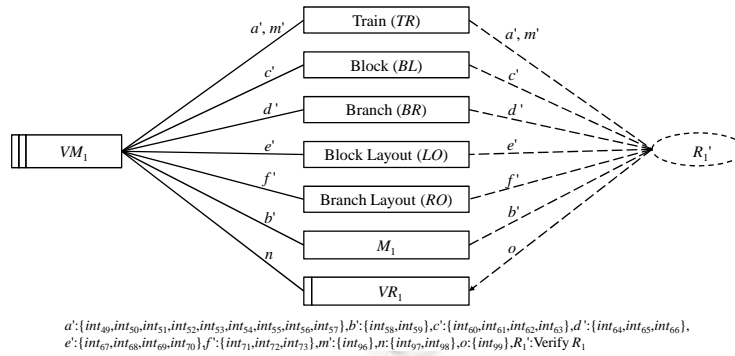 Train (TR)
a', m'
a', m'
Block (BL)
c'
c'
Branch (BR)
d'
d'
VM1
Block Layout (LO)
e'
e'
R1'
Branch Layout (RO)
f'
f'
M1
b'
b'
VR1
n
o
a':{int49,int50,int51,int52,int53,int54,int55,int56,int57},b':{int58,int59},c':{int60,int61,int62,int63},d':{int64,int65,int66},
e':{int67,int68,int69,int70},f':{int71,int72,int73},m':{int96},n:{int97,int98},o:{int99},R1':Verify R1